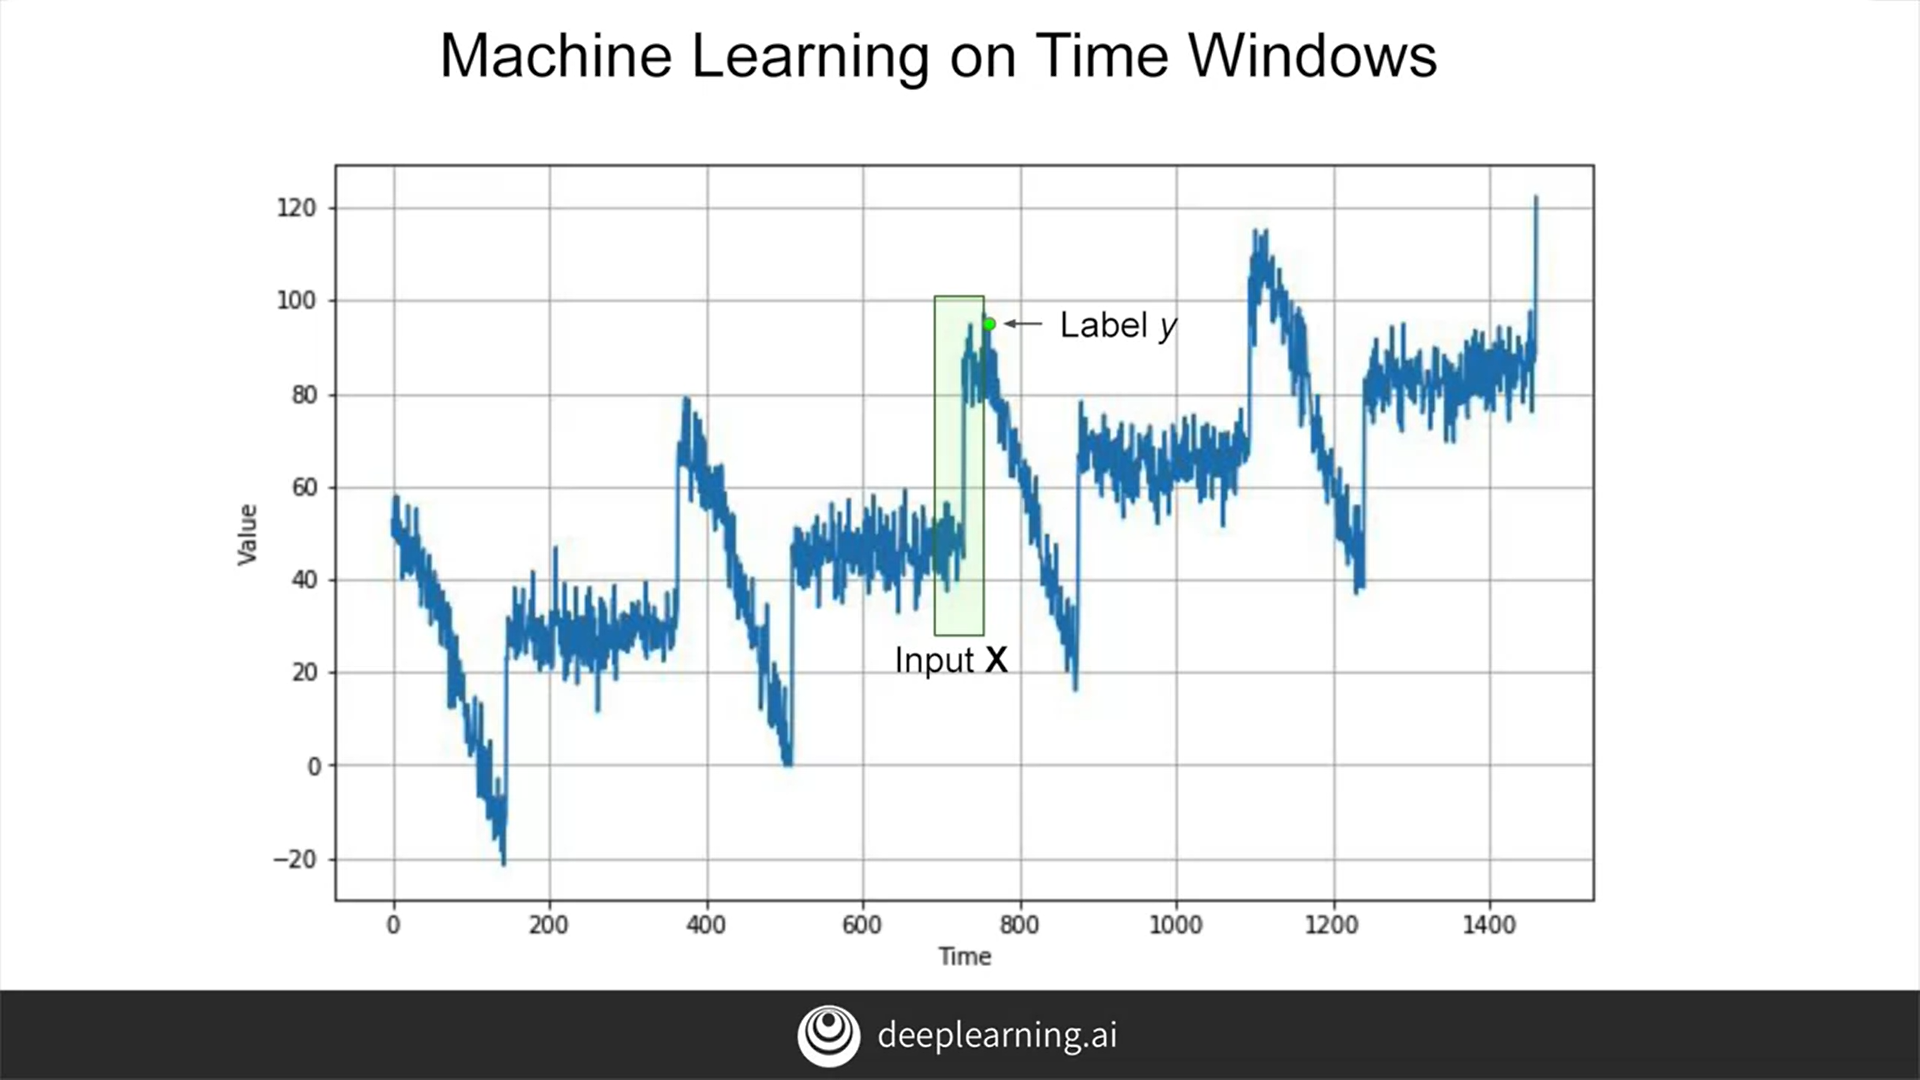 Machine Learning on Time Windows
120
100
80
60
40
20
0
−20
Value
Label y
Input X
0 200 400 600 800 1000 1200 1400
Time
deeplearning.ai